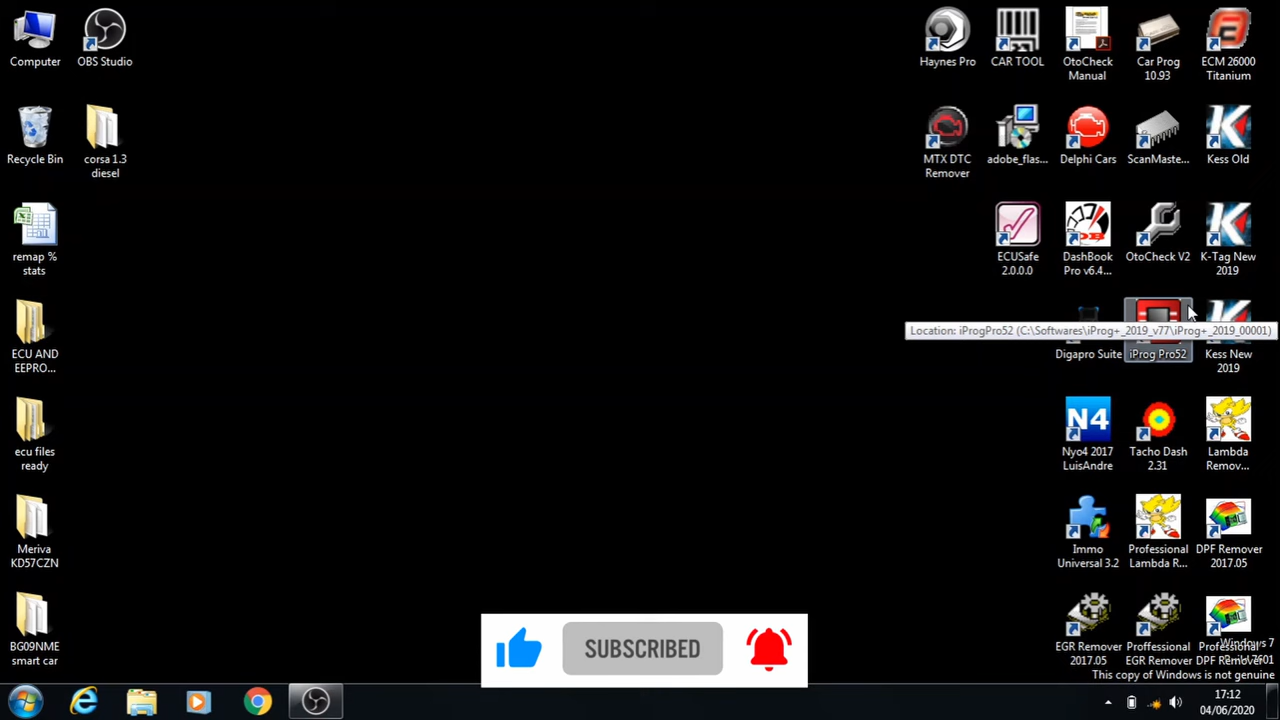 Computer
OBS Studio
Haynes Pro
CAR TOOL
OtoCheck
Manual
Car Prog
10.93
ECM 26000
Titanium
Recycle Bin
corsa 1.3
diesel
MTX DTC
Remover
adobe_flas...
Delphi Cars
ScanMaste...
Kess Old
remap %
stats
ECUSafe
2.0.0.0
DashBook
Pro v6.4...
OtoCheck V2
K-Tag New
2019
Location: iProgPro52 (C:\Softwares\iProg+_2019_v77\iProg+_2019_00001)
ECU AND
EEPRO...
Digapro Suite
iProg Pro52
Kess New
2019
ecu files
ready
N4
Nyo4 2017
LuisAndre
Tacho Dash
2.31
Lambda
Remov...
Meriva
KD57CZN
Immo
Universal 3.2
Professional
Lambda R...
DPF Remover
2017.05
BG09NME
smart car
SUBSCRIBED
EGR Remover
2017.05
Proffessional
EGR Remover
DPF Remover
Windows 7
This copy of Windows is not genuine
17:12
04/06/2020